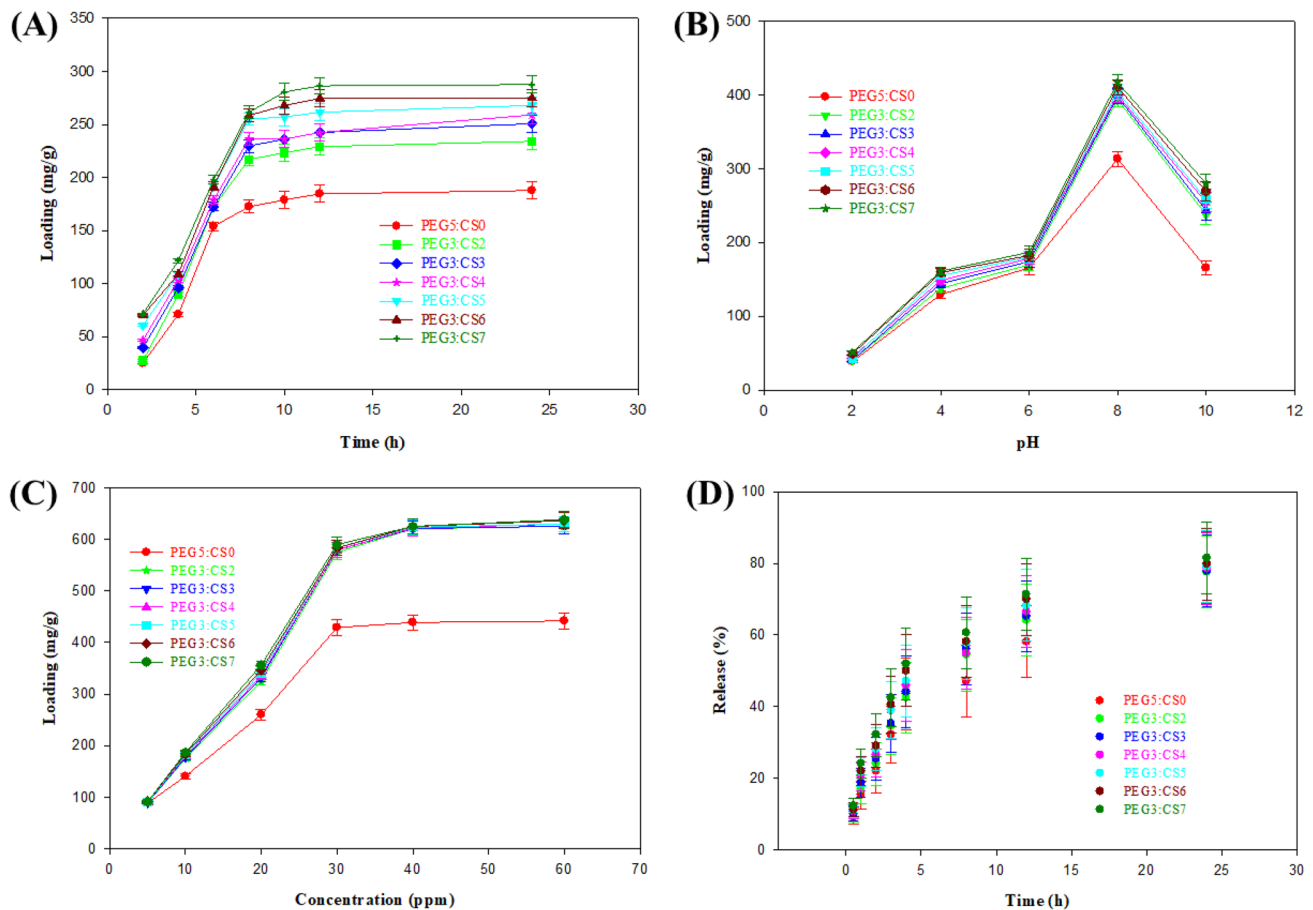 (A)
350
300
250
200
150
100
50
0
Loading (mg/g)
PEG5:CS0
PEG3:CS2
PEG3:CS3
PEG3:CS4
PEG3:CS5
PEG3:CS6
PEG3:CS7
0 5 10 15 20 25 30
Time (h)
(B)
500
400
300
200
100
0
Loading (mg/g)
PEG5:CS0
PEG3:CS2
PEG3:CS3
PEG3:CS4
PEG3:CS5
PEG3:CS6
PEG3:CS7
0 2 4 6 8 10 12
pH
(C)
700
600
500
400
300
200
100
0
Loading (mg/g)
PEG5:CS0
PEG3:CS2
PEG3:CS3
PEG3:CS4
PEG3:CS5
PEG3:CS6
PEG3:CS7
10 20 30 40 50 60 70
Concentration (ppm)
(D)
100
80
60
40
20
0
Release (%)
PEG5:CS0
PEG3:CS2
PEG3:CS3
PEG3:CS4
PEG3:CS5
PEG3:CS6
PEG3:CS7
0 5 10 15 20 25 30
Time (h)